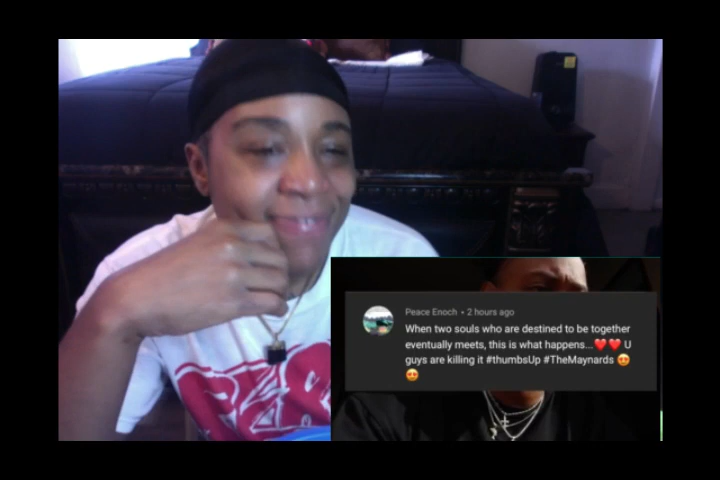 Peace Enoch • 2 hours ago
When two souls who are destined to be together
eventually meets, this is what happens...❤️❤️ U
guys are killing it #thumbsUp #TheMaynards 😍
😍